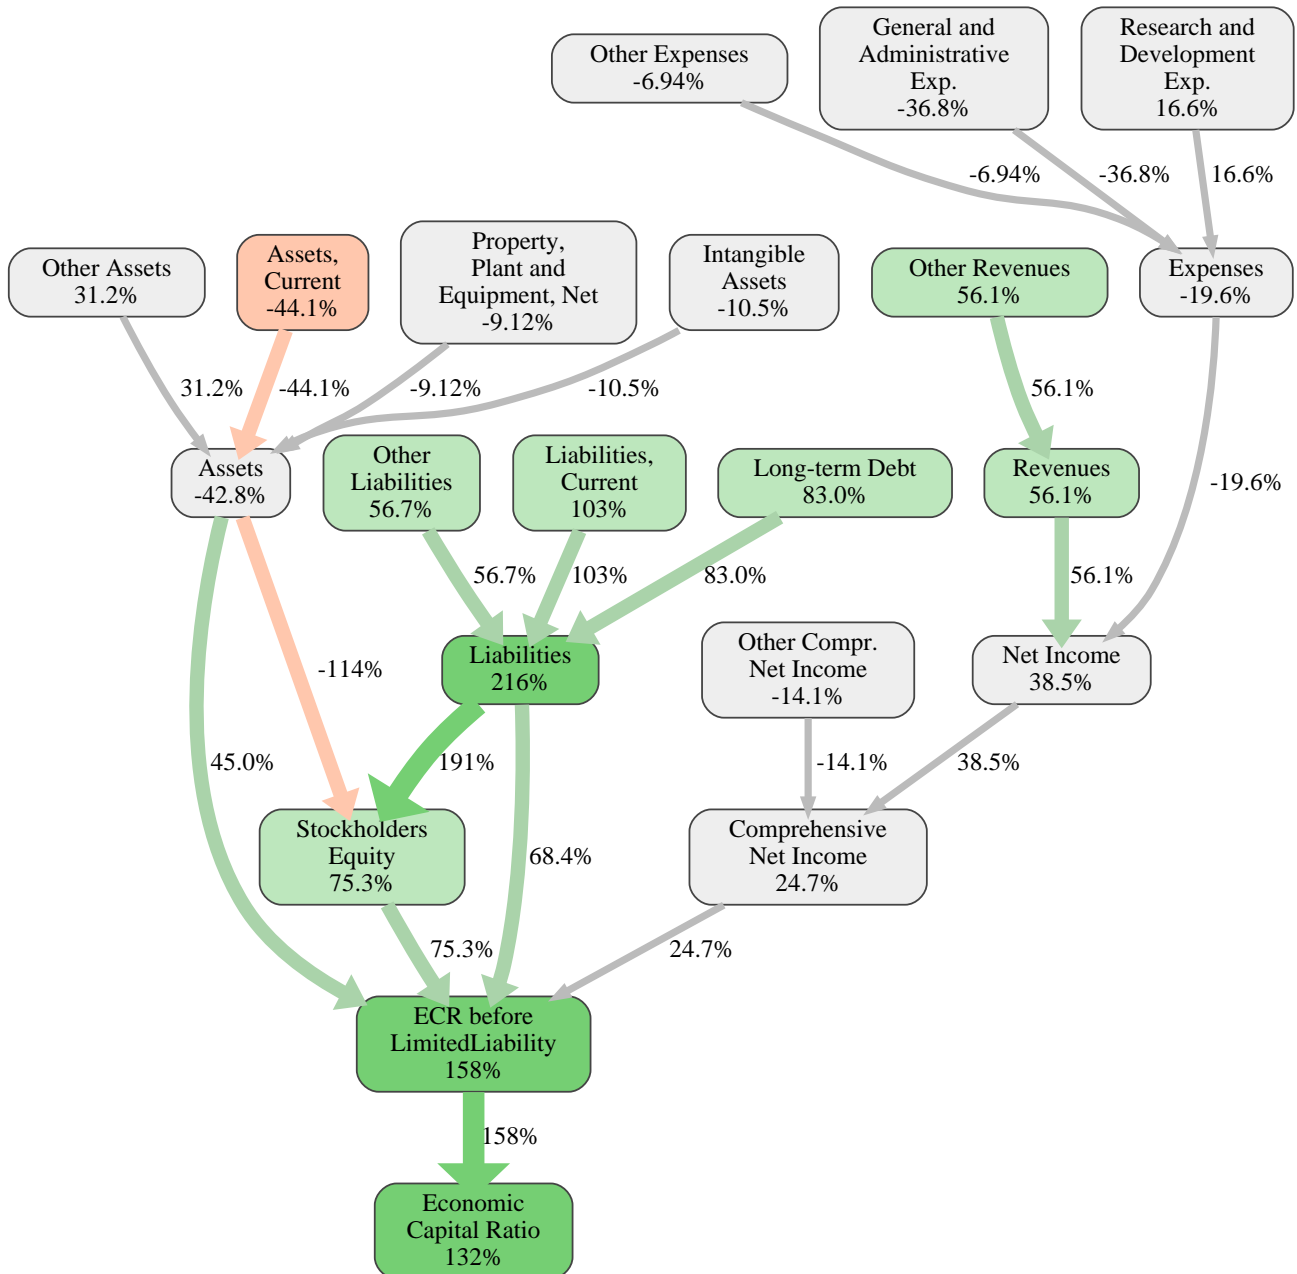 Other Expenses
-6.94%
General and
Administrative
Exp.
-36.8%
Research and
Development
Exp.
16.6%
-6.94%
-36.8%
16.6%
Other Assets
31.2%
Assets,
Current
-44.1%
Property,
Plant and
Equipment, Net
-9.12%
Intangible
Assets
-10.5%
Other Revenues
56.1%
Expenses
-19.6%
31.2%
-44.1%
-9.12%
-10.5%
56.1%
Assets
-42.8%
Other
Liabilities
56.7%
Liabilities,
Current
103%
Long-term Debt
83.0%
Revenues
56.1%
-19.6%
56.7%
103%
83.0%
56.1%
Liabilities
216%
Other Compr.
Net Income
-14.1%
Net Income
38.5%
-114%
45.0%
191%
-14.1%
38.5%
Stockholders
Equity
75.3%
68.4%
Comprehensive
Net Income
24.7%
75.3%
24.7%
ECR before
LimitedLiability
158%
158%
Economic
Capital Ratio
132%